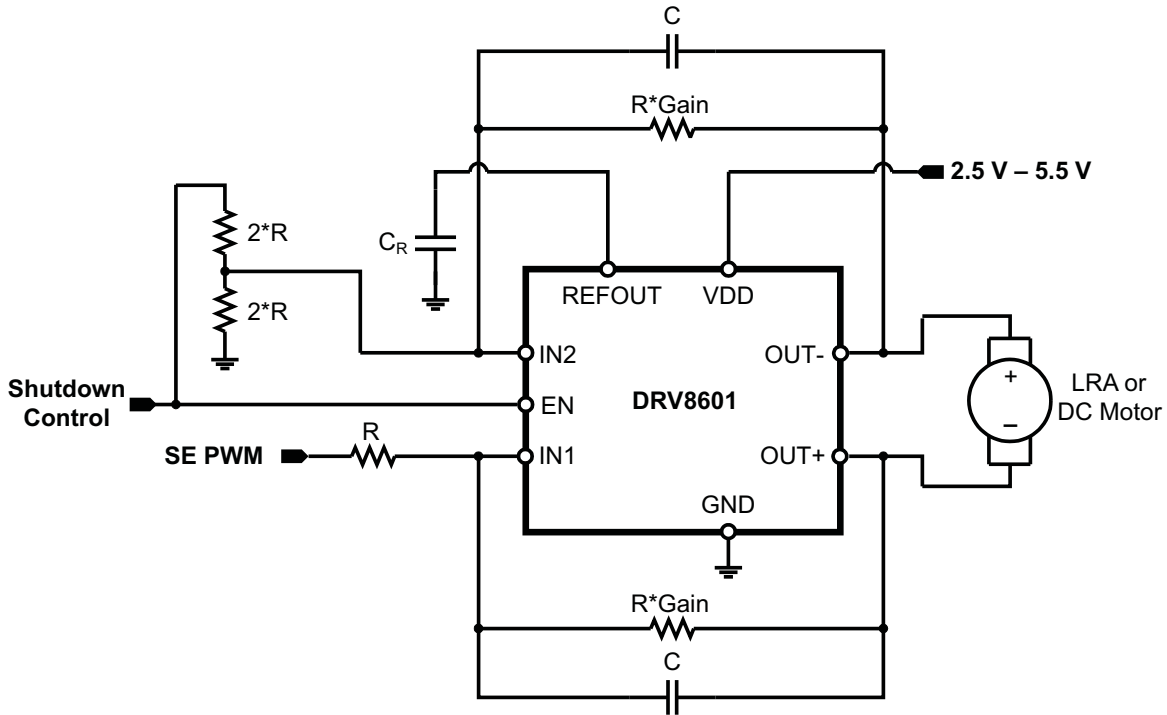 C
R*Gain
2.5 V – 5.5 V
2*R
C_R
2*R
REFOUT
VDD
IN2
OUT-
Shutdown
Control
EN
DRV8601
+
–
LRA or
DC Motor
SE PWM
R
IN1
OUT+
GND
R*Gain
C